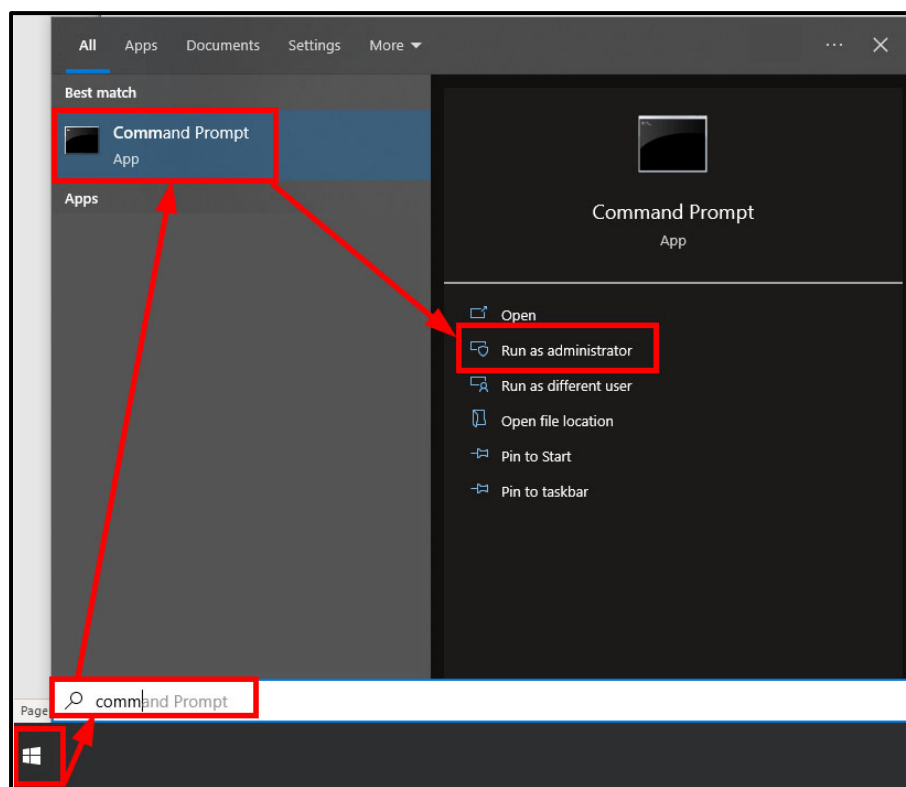 All Apps Documents Settings More
Best match
Command Prompt
App
Apps
Command Prompt
App
Open
Run as administrator
Run as different user
Open file location
Pin to Start
Pin to taskbar
command Prompt
Page